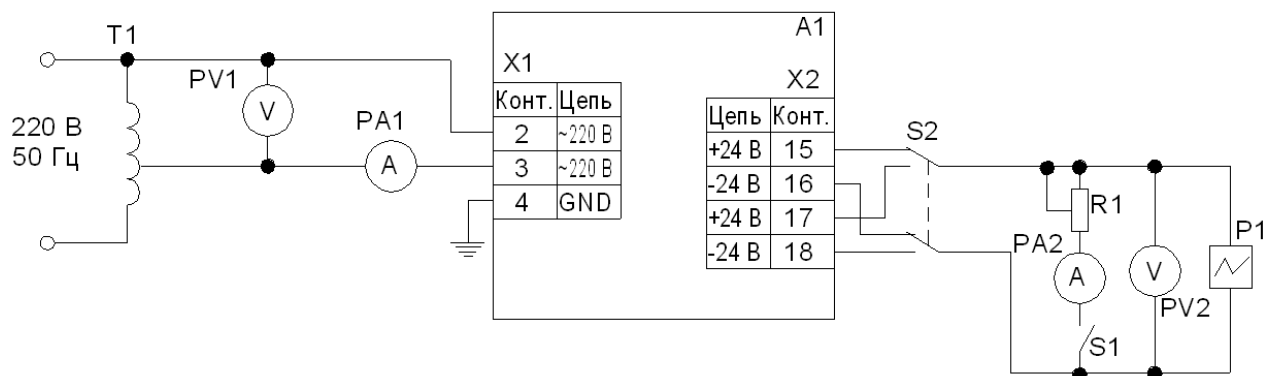 T1
220 В
50 Гц
PV1
V
PA1
A
A1
X1
Конт. Цепь
2 ~220 В
3 ~220 В
4 GND
X2
Цепь Конт.
+24 В 15
-24 В 16
+24 В 17
-24 В 18
S2
R1
PA2
A
S1
V
PV2
P1